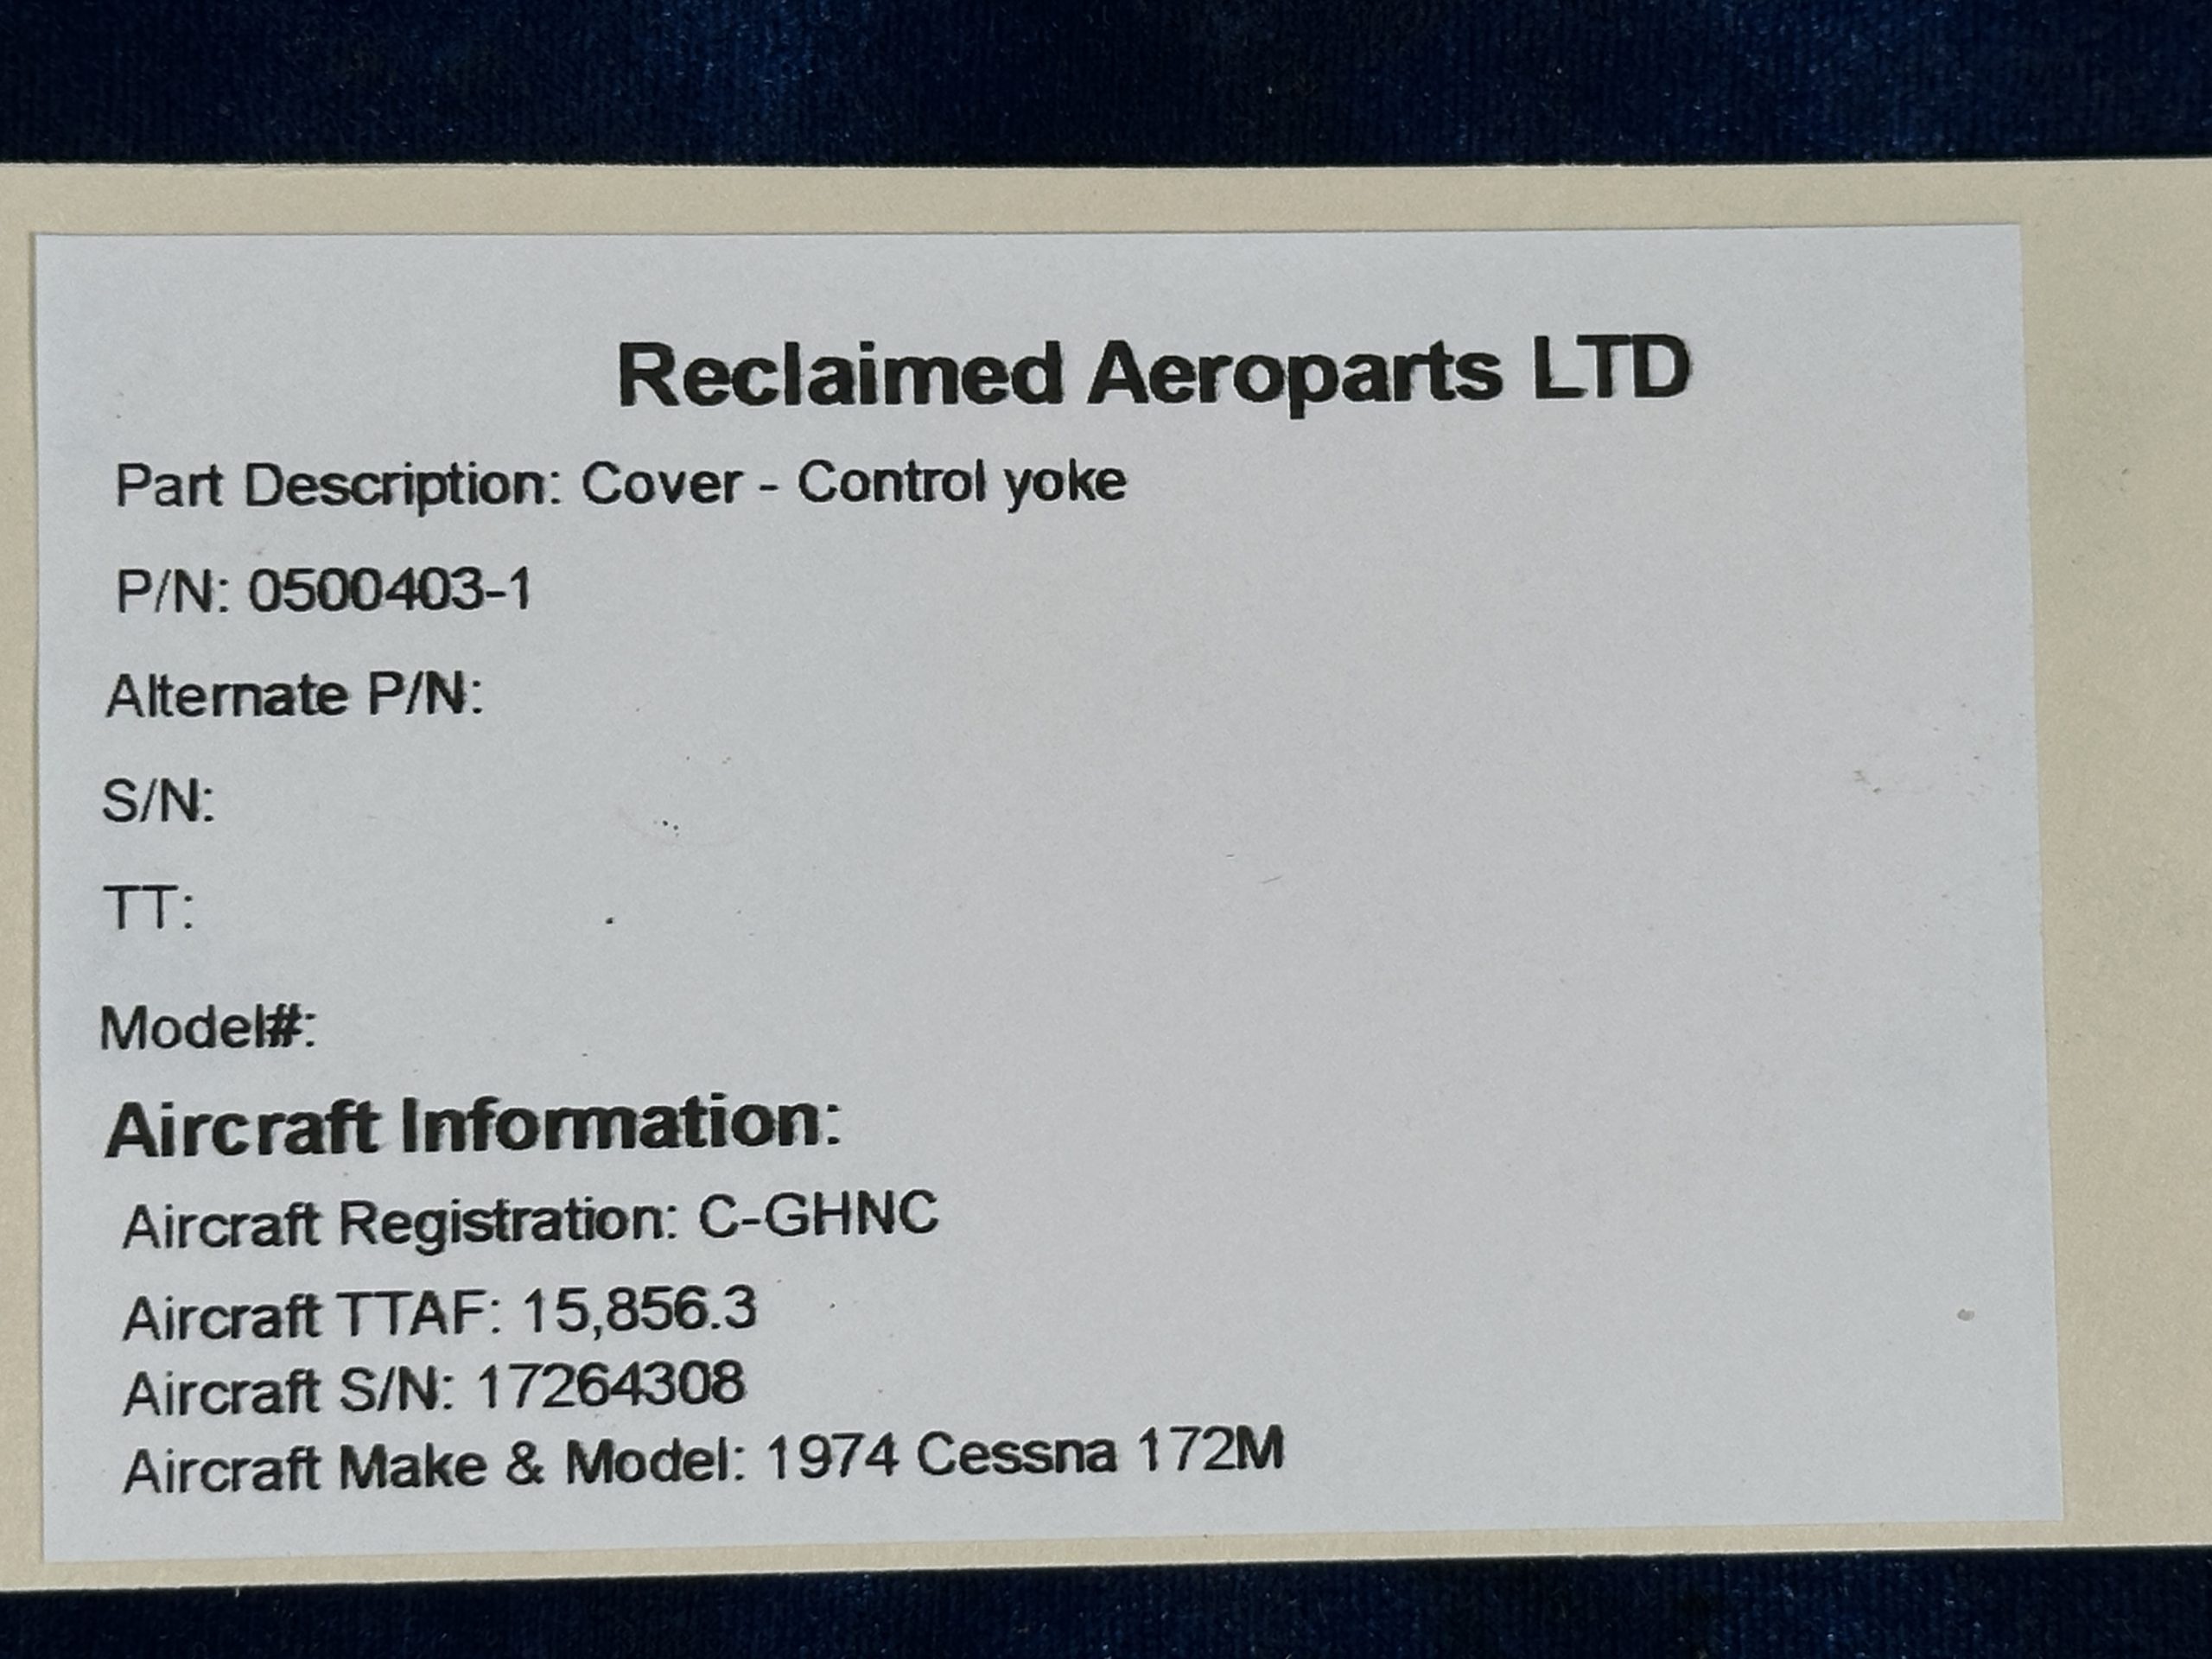 Reclaimed Aeroparts LTD
Part Description: Cover - Control yoke
P/N: 0500403-1
Alternate P/N:
S/N:
TT:
Model#:
Aircraft Information:
Aircraft Registration: C-GHNC
Aircraft TTAF: 15,856.3
Aircraft S/N: 17264308
Aircraft Make & Model: 1974 Cessna 172M